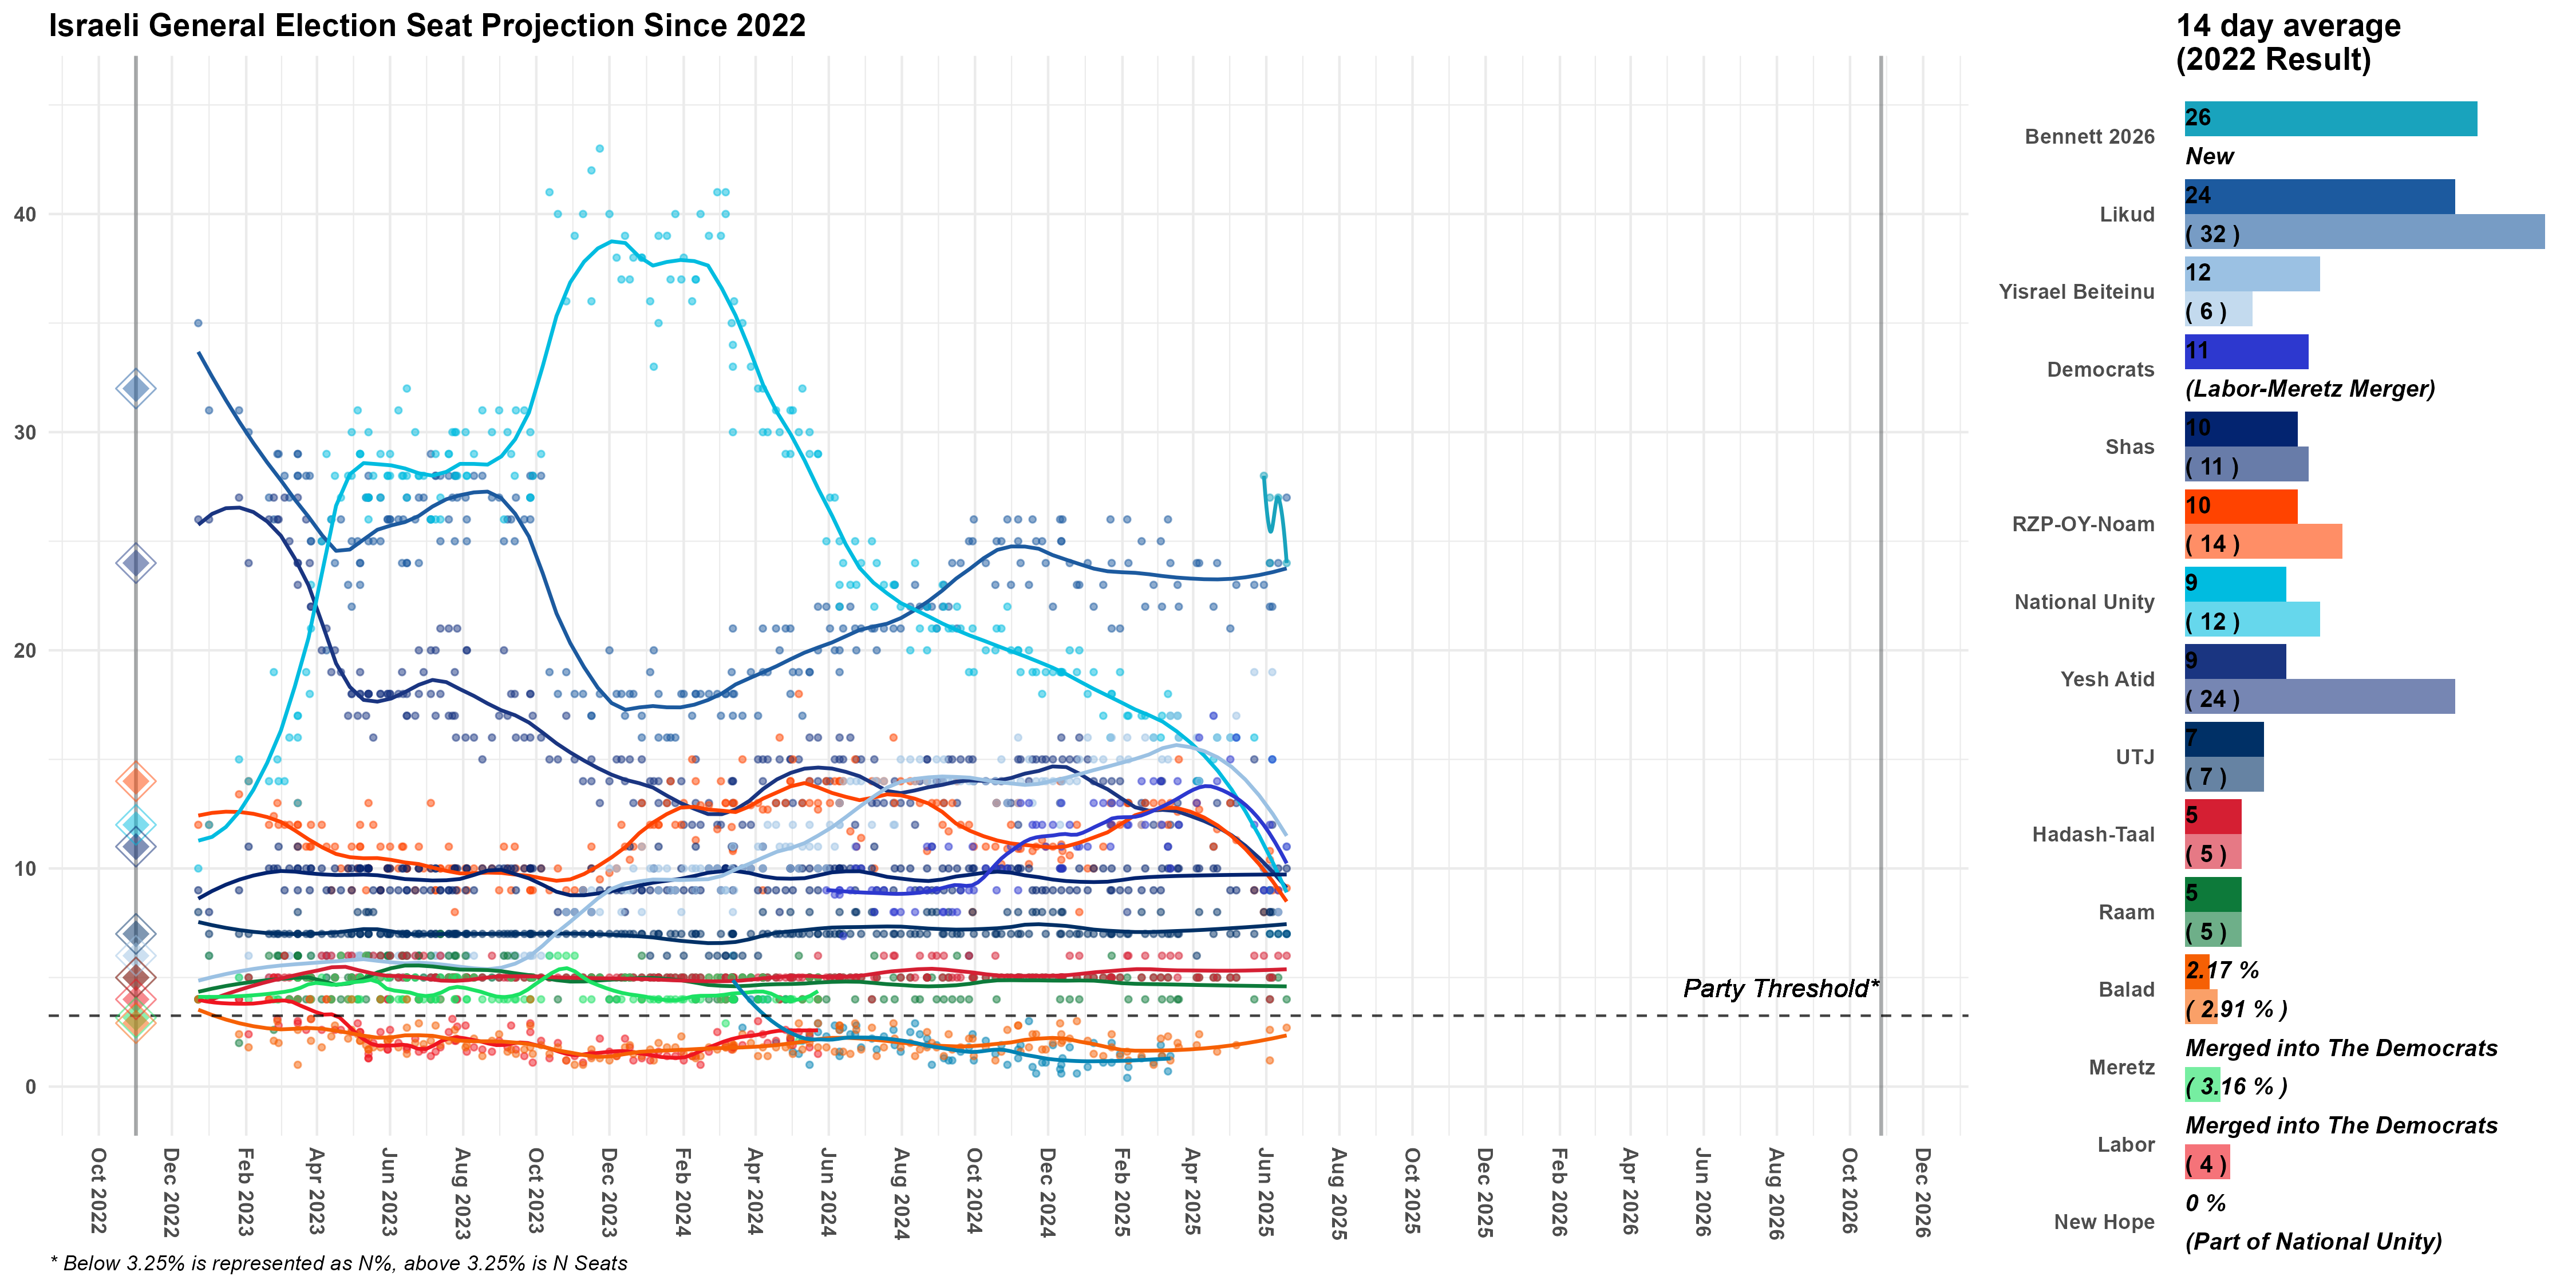 Israeli General Election Seat Projection Since 2022
14 day average
(2022 Result)
40
30
20
10
0
Party Threshold*
Oct 2022
Dec 2022
Feb 2023
Apr 2023
Jun 2023
Aug 2023
Oct 2023
Dec 2023
Feb 2024
Apr 2024
Jun 2024
Aug 2024
Oct 2024
Dec 2024
Feb 2025
Apr 2025
Jun 2025
Aug 2025
Oct 2025
Dec 2025
Feb 2026
Apr 2026
Jun 2026
Aug 2026
Oct 2026
Dec 2026
* Below 3.25% is represented as N%, above 3.25% is N Seats
Bennett 2026
26
New
Likud
24
( 32 )
Yisrael Beiteinu
12
( 6 )
Democrats
11
(Labor-Meretz Merger)
Shas
10
( 11 )
RZP-OY-Noam
10
( 14 )
National Unity
9
( 12 )
Yesh Atid
9
( 24 )
UTJ
7
( 7 )
Hadash-Taal
5
( 5 )
Raam
5
( 5 )
Balad
2.17 %
( 2.91 % )
Meretz
Merged into The Democrats
( 3.16 % )
Labor
Merged into The Democrats
( 4 )
New Hope
0 %
(Part of National Unity)